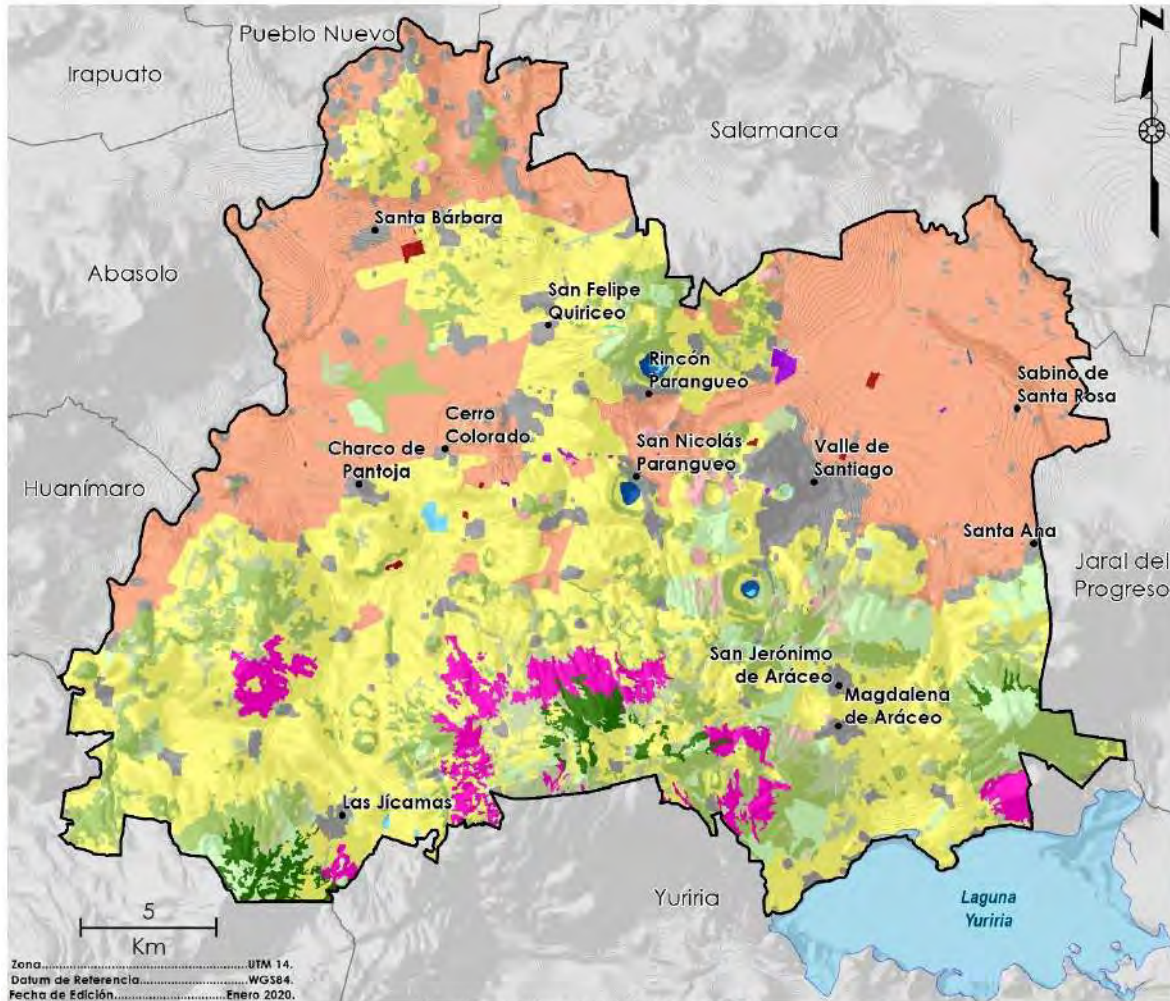 Pueblo Nuevo
Irapuato
Z
Salamanca
Santa Bárbara
Abasolo
San Felipe
Quiriceo
Rincón
Parangueo
Sabino de
Santa Rosa
Cerro
Colorado
Charco de
Pantoja
San Nicolás
Parangueo
Valle de
Santiago
Huanímaro
Santa Ana
Jaral del
Progreso
San Jerónimo
de Aráceo
Magdalena
de Aráceo
Las Jícamas
Yuriria
Laguna
Yuriria
5
Km
Zona..............................................UTM 14.
Datum de Referencia..................WGS84.
Fecha de Edición................Enero 2020.